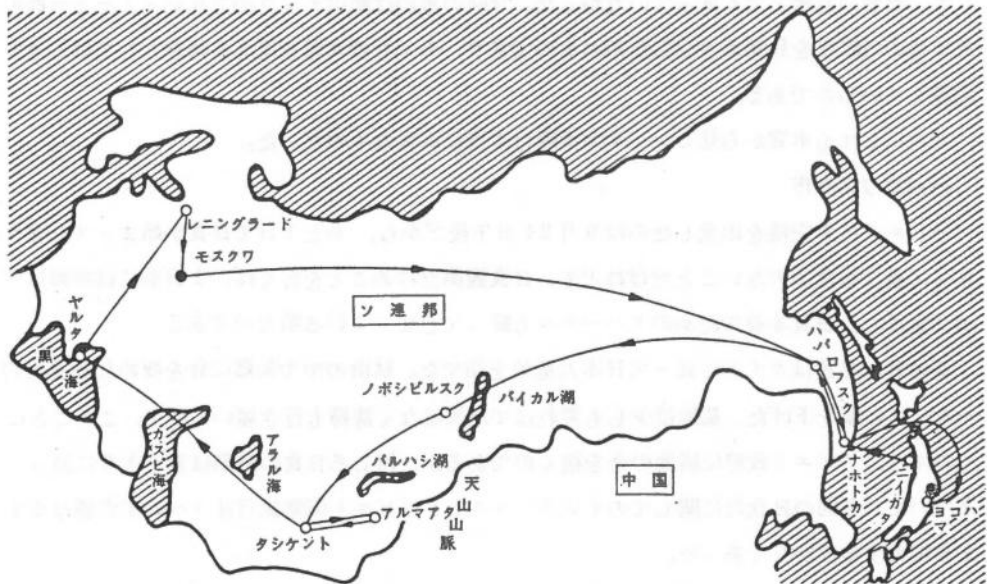 レニングラード
モスクワ
ソ連邦
ヤルタ
黒海
カスピ海
アラル海
バルハシ湖
ノボシビルスク
バイカル湖
天山山脈
アルマアタ
タシケント
中国
ハバロフスク
ナホトカ
ニイガタ
ヨコハマ